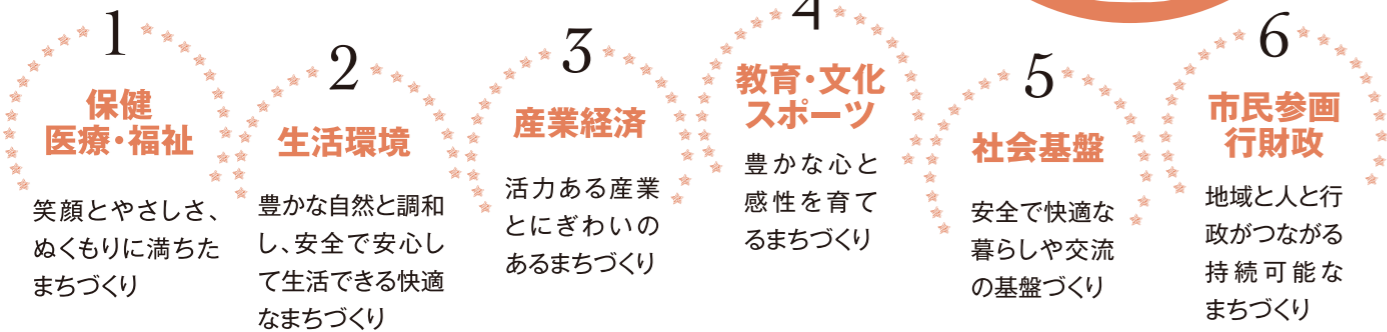 1
保健
医療・福祉
笑顔とやさしさ、
ぬくもりに満ちた
まちづくり
2
生活環境
豊かな自然と調和
し、安全で安心し
て生活できる快適
なまちづくり
3
産業経済
活力ある産業
とにぎわいの
あるまちづくり
4
教育・文化
スポーツ
豊かな心と
感性を育て
るまちづくり
5
社会基盤
安全で快適な
暮らしや交流
の基盤づくり
6
市民参画
行財政
地域と人と行
政がつながる
持続可能な
まちづくり